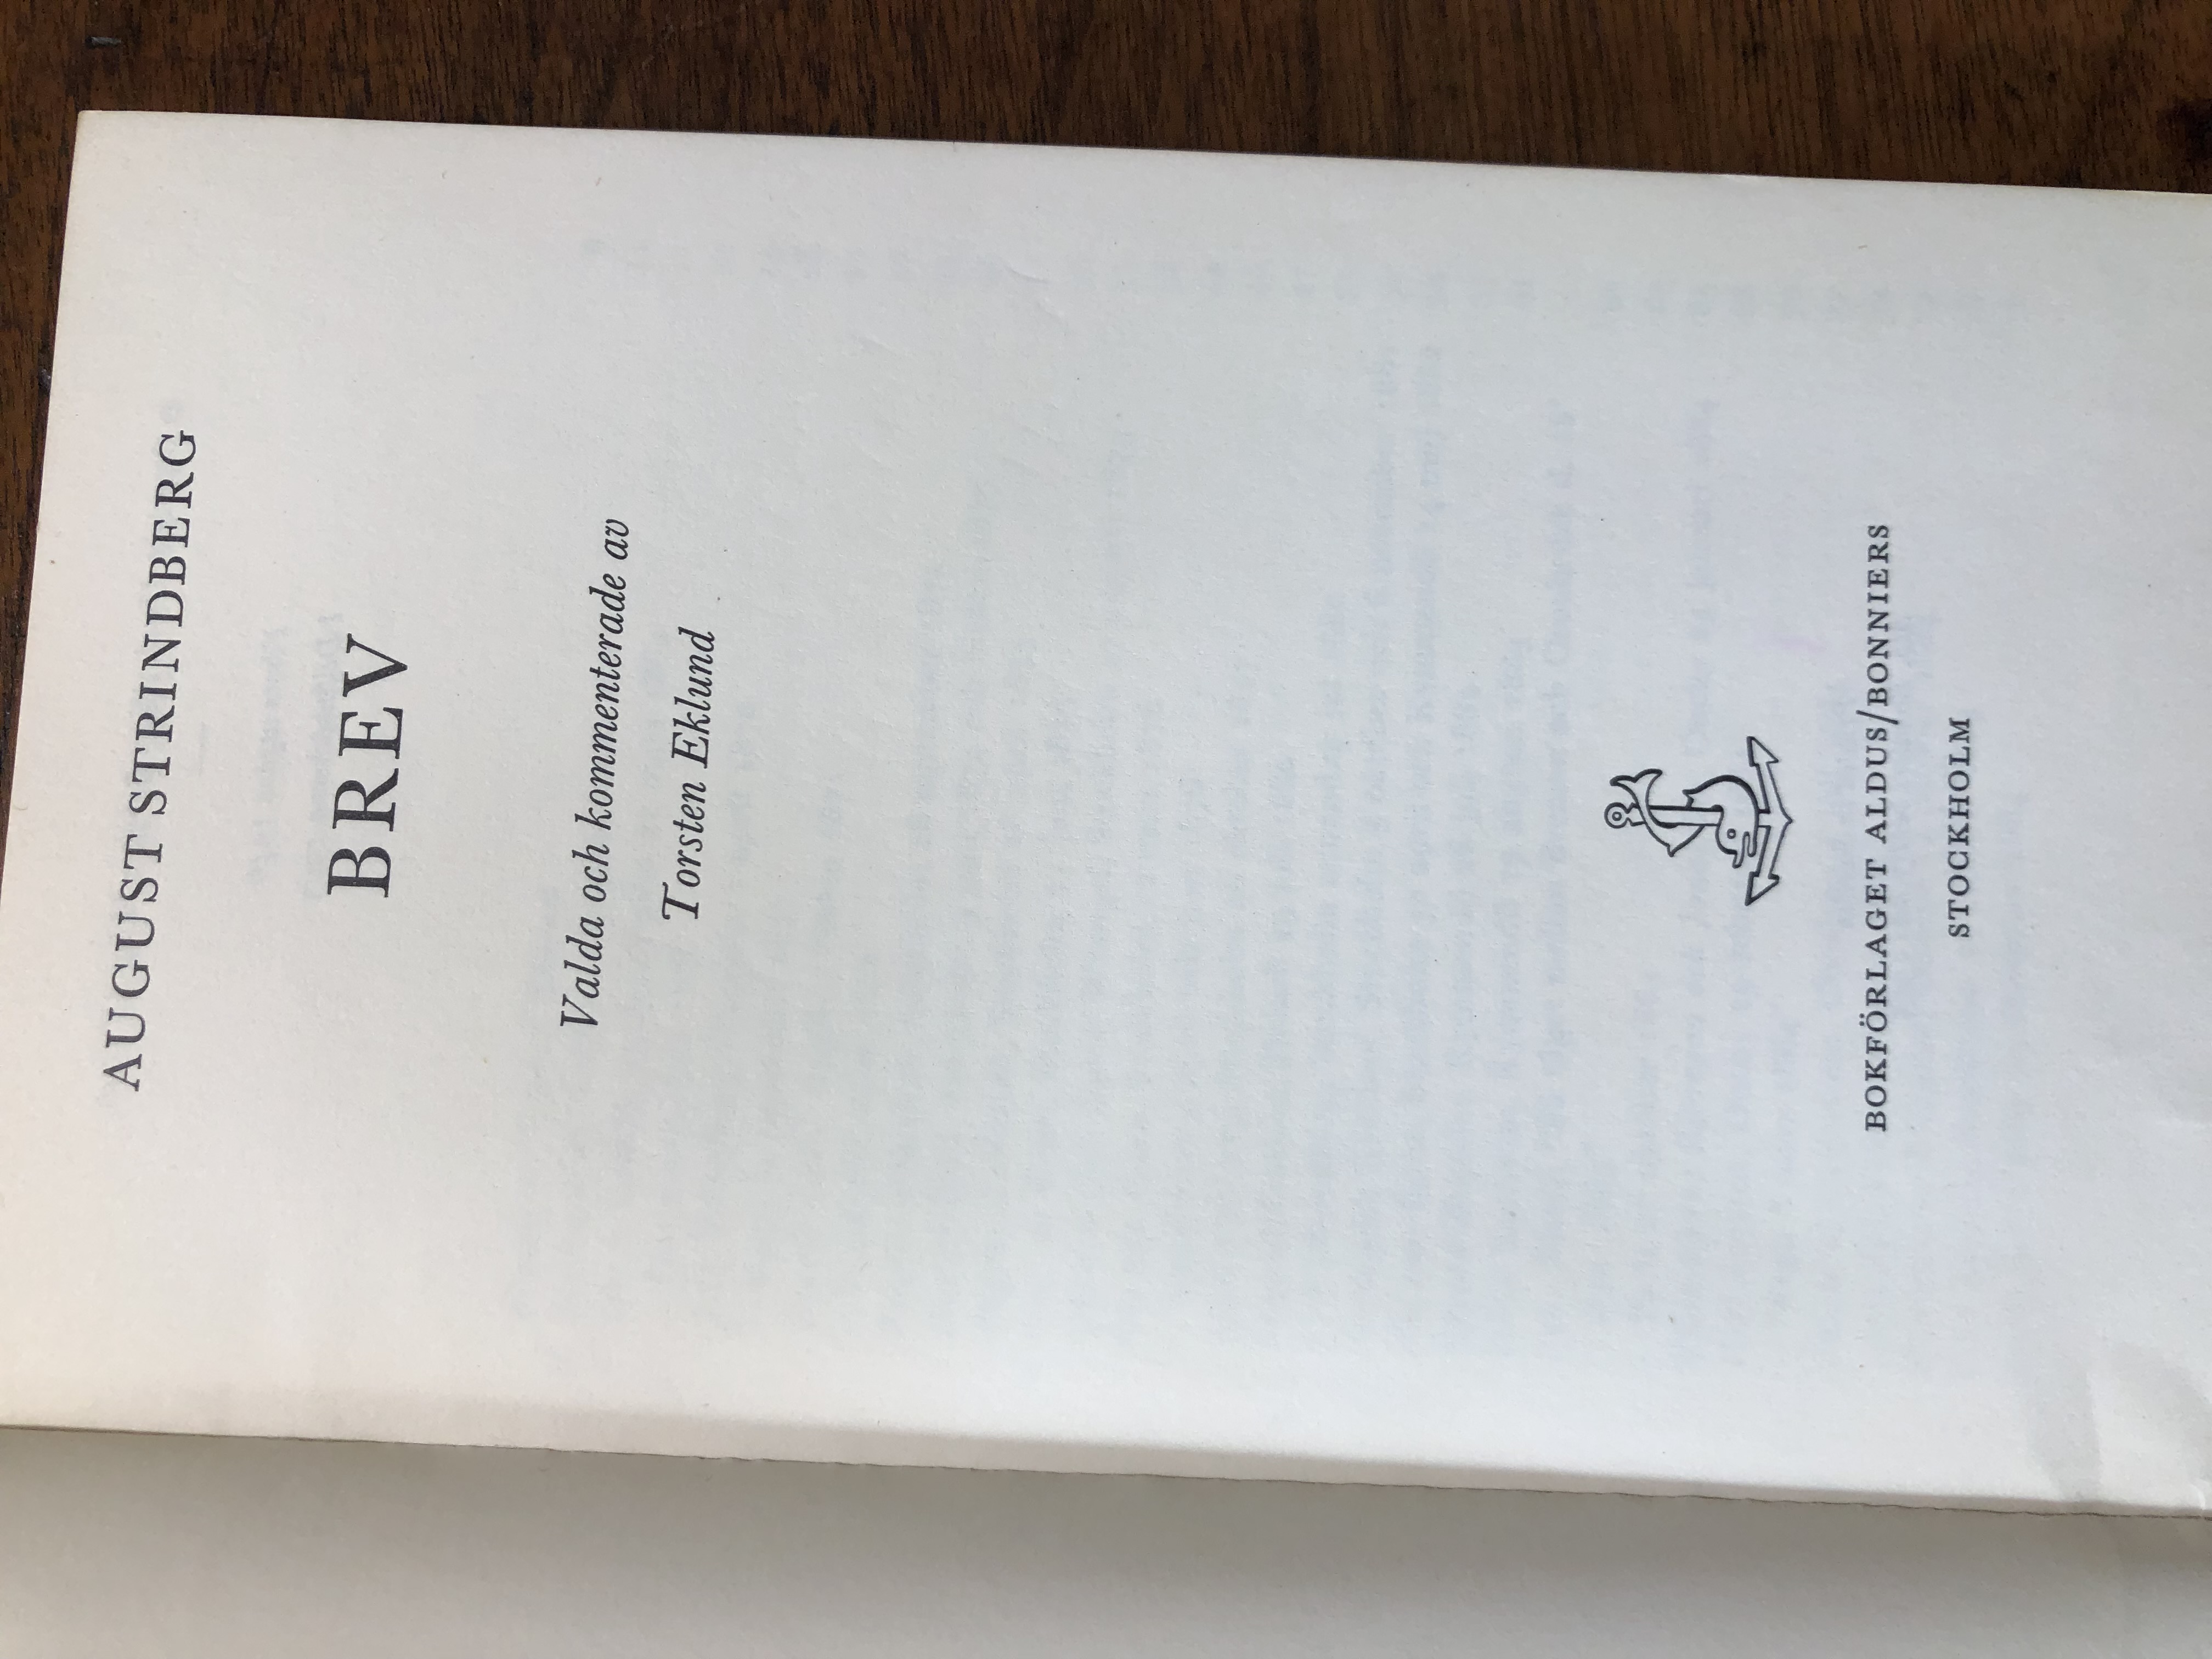 AUGUST STRINDBERG
BREV
Valda och kommenterade av
Torsten Eklund
BOKFÖRLAGET ALDUS/BONNIERS
STOCKHOLM